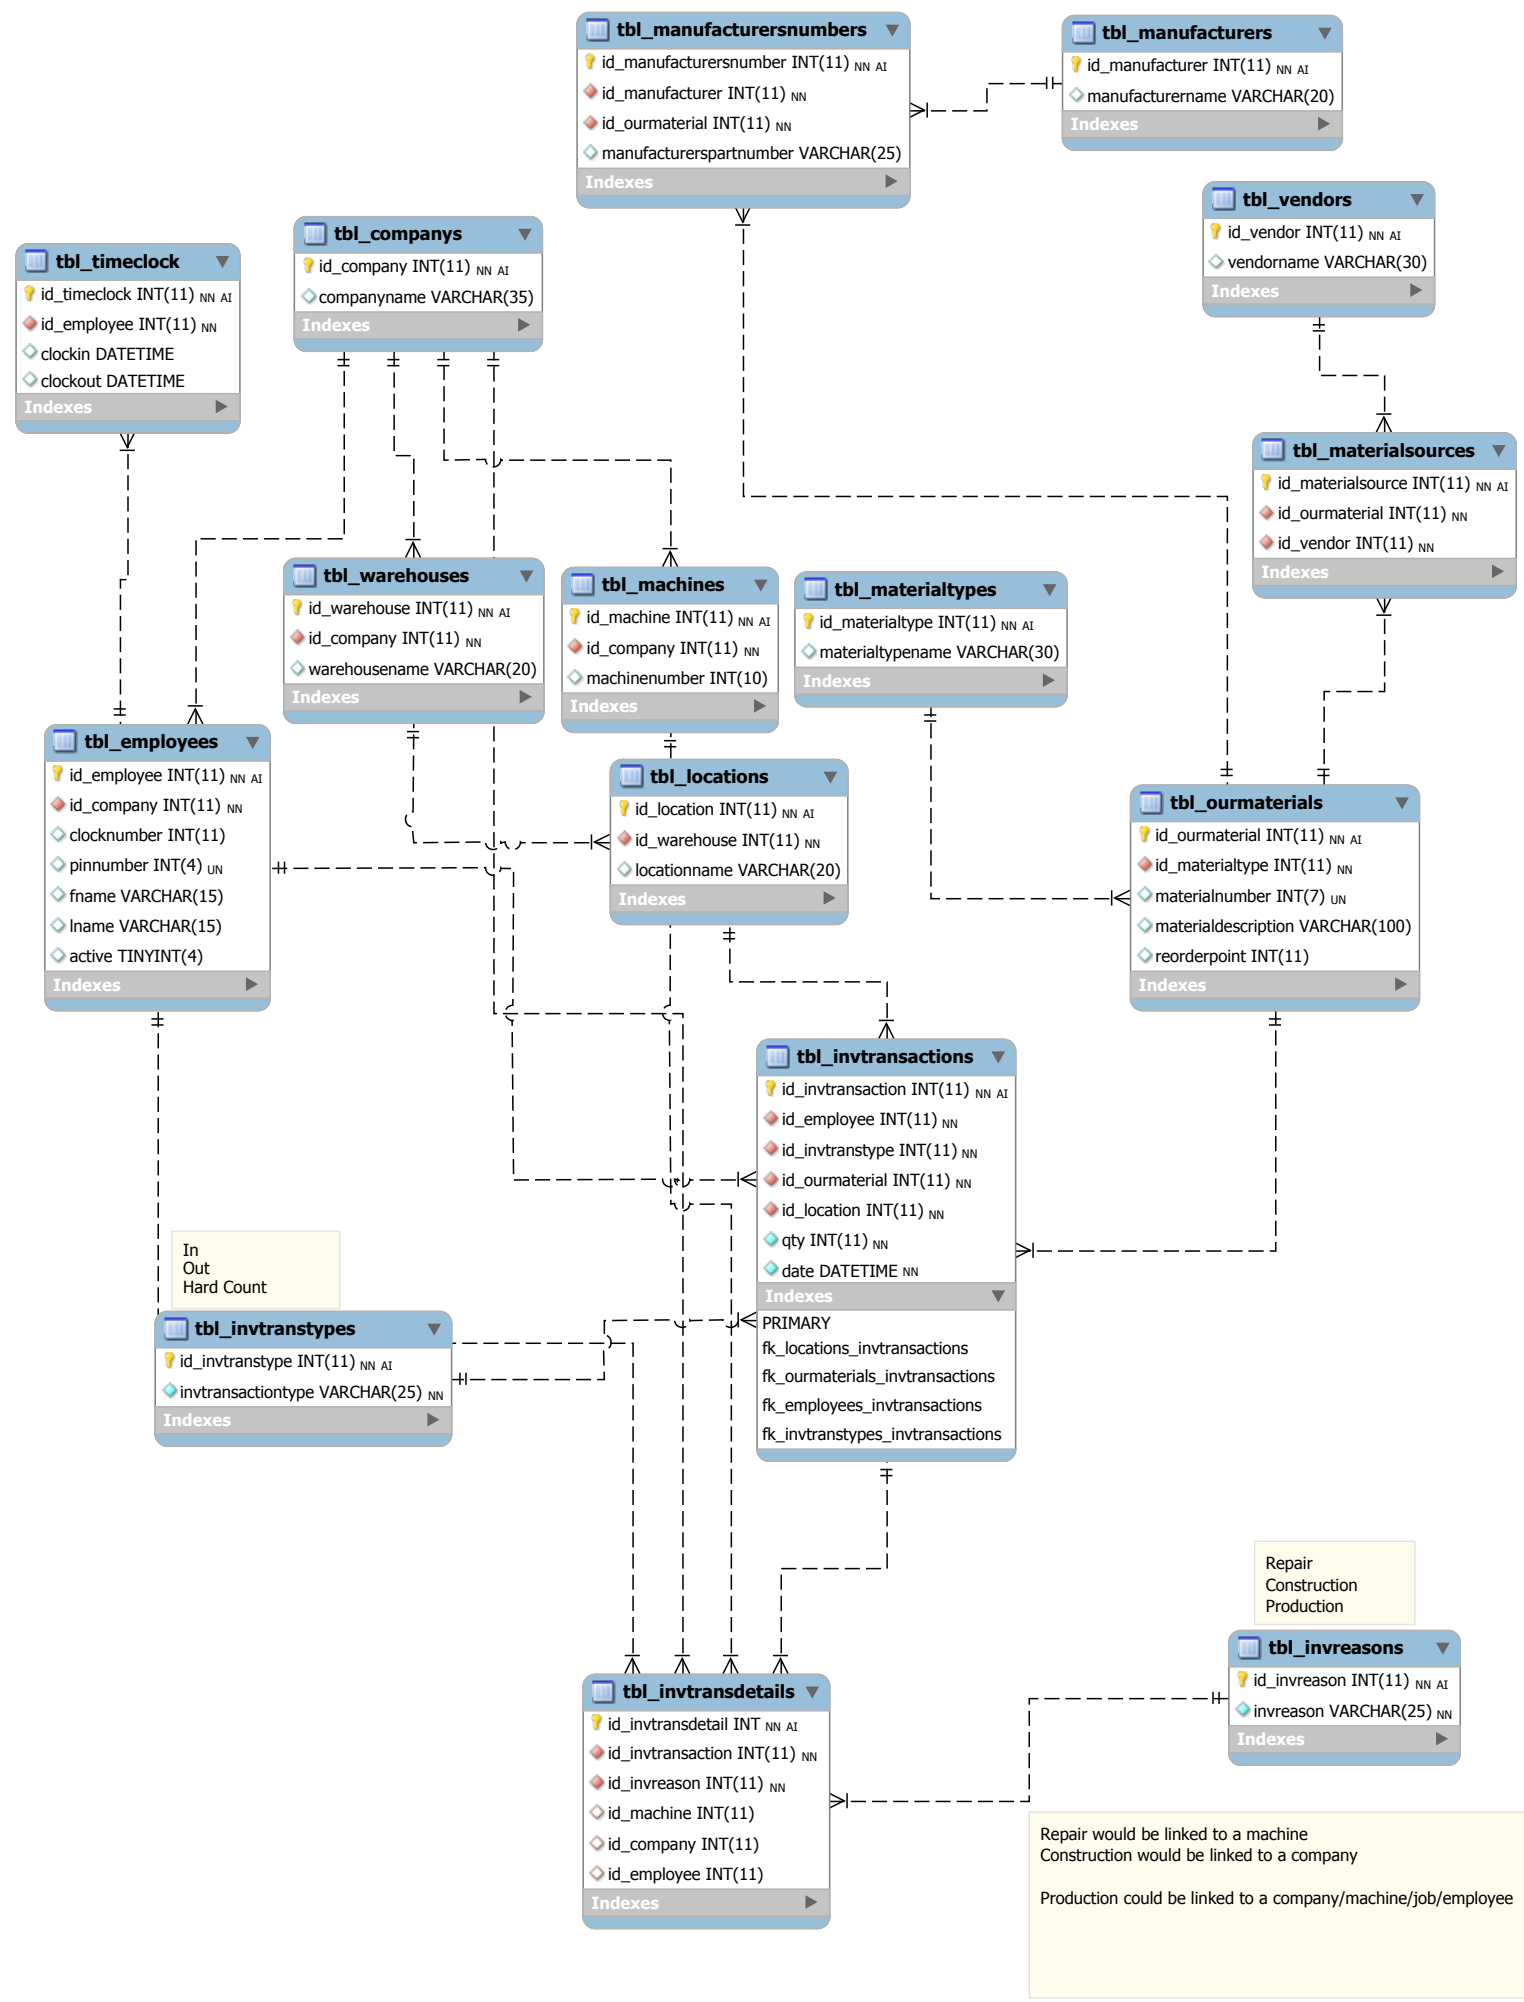 tbl_manufacturersnumbers
id_manufacturersnumber INT(11) NN AI
id_manufacturer INT(11) NN
id_ourmaterial INT(11) NN
manufacturerspartnumber VARCHAR(25)
Indexes
tbl_manufacturers
id_manufacturer INT(11) NN AI
manufacturername VARCHAR(20)
Indexes
tbl_vendors
id_vendor INT(11) NN AI
vendorname VARCHAR(30)
Indexes
tbl_companys
id_company INT(11) NN AI
companyname VARCHAR(35)
Indexes
tbl_timeclock
id_timeclock INT(11) NN AI
id_employee INT(11) NN
clockin DATETIME
clockout DATETIME
Indexes
tbl_materialsources
id_materialsource INT(11) NN AI
id_ourmaterial INT(11) NN
id_vendor INT(11) NN
Indexes
tbl_warehouses
id_warehouse INT(11) NN AI
id_company INT(11) NN
warehousename VARCHAR(20)
Indexes
tbl_machines
id_machine INT(11) NN AI
id_company INT(11) NN
machinenumber INT(10)
Indexes
tbl_materialtypes
id_materialtype INT(11) NN AI
materialtypename VARCHAR(30)
Indexes
tbl_employees
id_employee INT(11) NN AI
id_company INT(11) NN
clocknumber INT(11)
pinnumber INT(4) UN
fname VARCHAR(15)
lname VARCHAR(15)
active TINYINT(4)
Indexes
tbl_locations
id_location INT(11) NN AI
id_warehouse INT(11) NN
locationname VARCHAR(20)
Indexes
tbl_ourmaterials
id_ourmaterial INT(11) NN AI
id_materialtype INT(11) NN
materialnumber INT(7) UN
materialdescription VARCHAR(100)
reorderpoint INT(11)
Indexes
tbl_invtransactions
id_invtransaction INT(11) NN AI
id_employee INT(11) NN
id_invtranstype INT(11) NN
id_ourmaterial INT(11) NN
id_location INT(11) NN
qty INT(11) NN
date DATETIME NN
Indexes
PRIMARY
fk_locations_invtransactions
fk_ourmaterials_invtransactions
fk_employees_invtransactions
fk_invtranstypes_invtransactions
In
Out
Hard Count
tbl_invtranstypes
id_invtranstype INT(11) NN AI
invtransactiontype VARCHAR(25) NN
Indexes
Repair
Construction
Production
tbl_invreasons
id_invreason INT(11) NN AI
invreason VARCHAR(25) NN
Indexes
tbl_invtransdetails
id_invtransdetail INT NN AI
id_invtransaction INT(11) NN
id_invreason INT(11) NN
id_machine INT(11)
id_company INT(11)
id_employee INT(11)
Indexes
Repair would be linked to a machine
Construction would be linked to a company
Production could be linked to a company/machine/job/employee